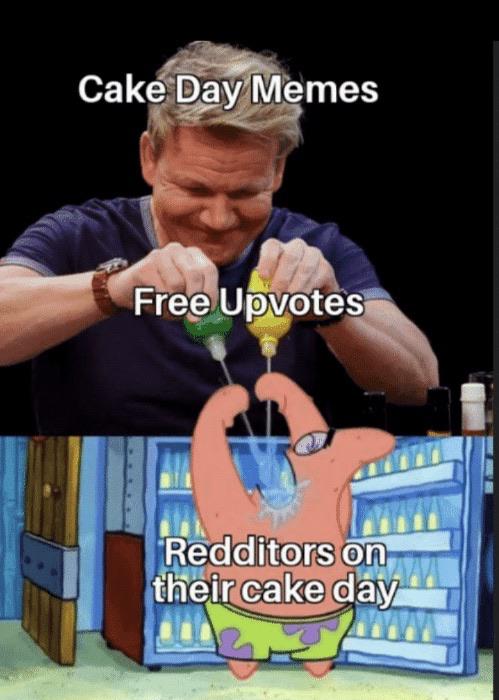 Cake Day Memes
Free Upvotes
Redditors on
their cake day